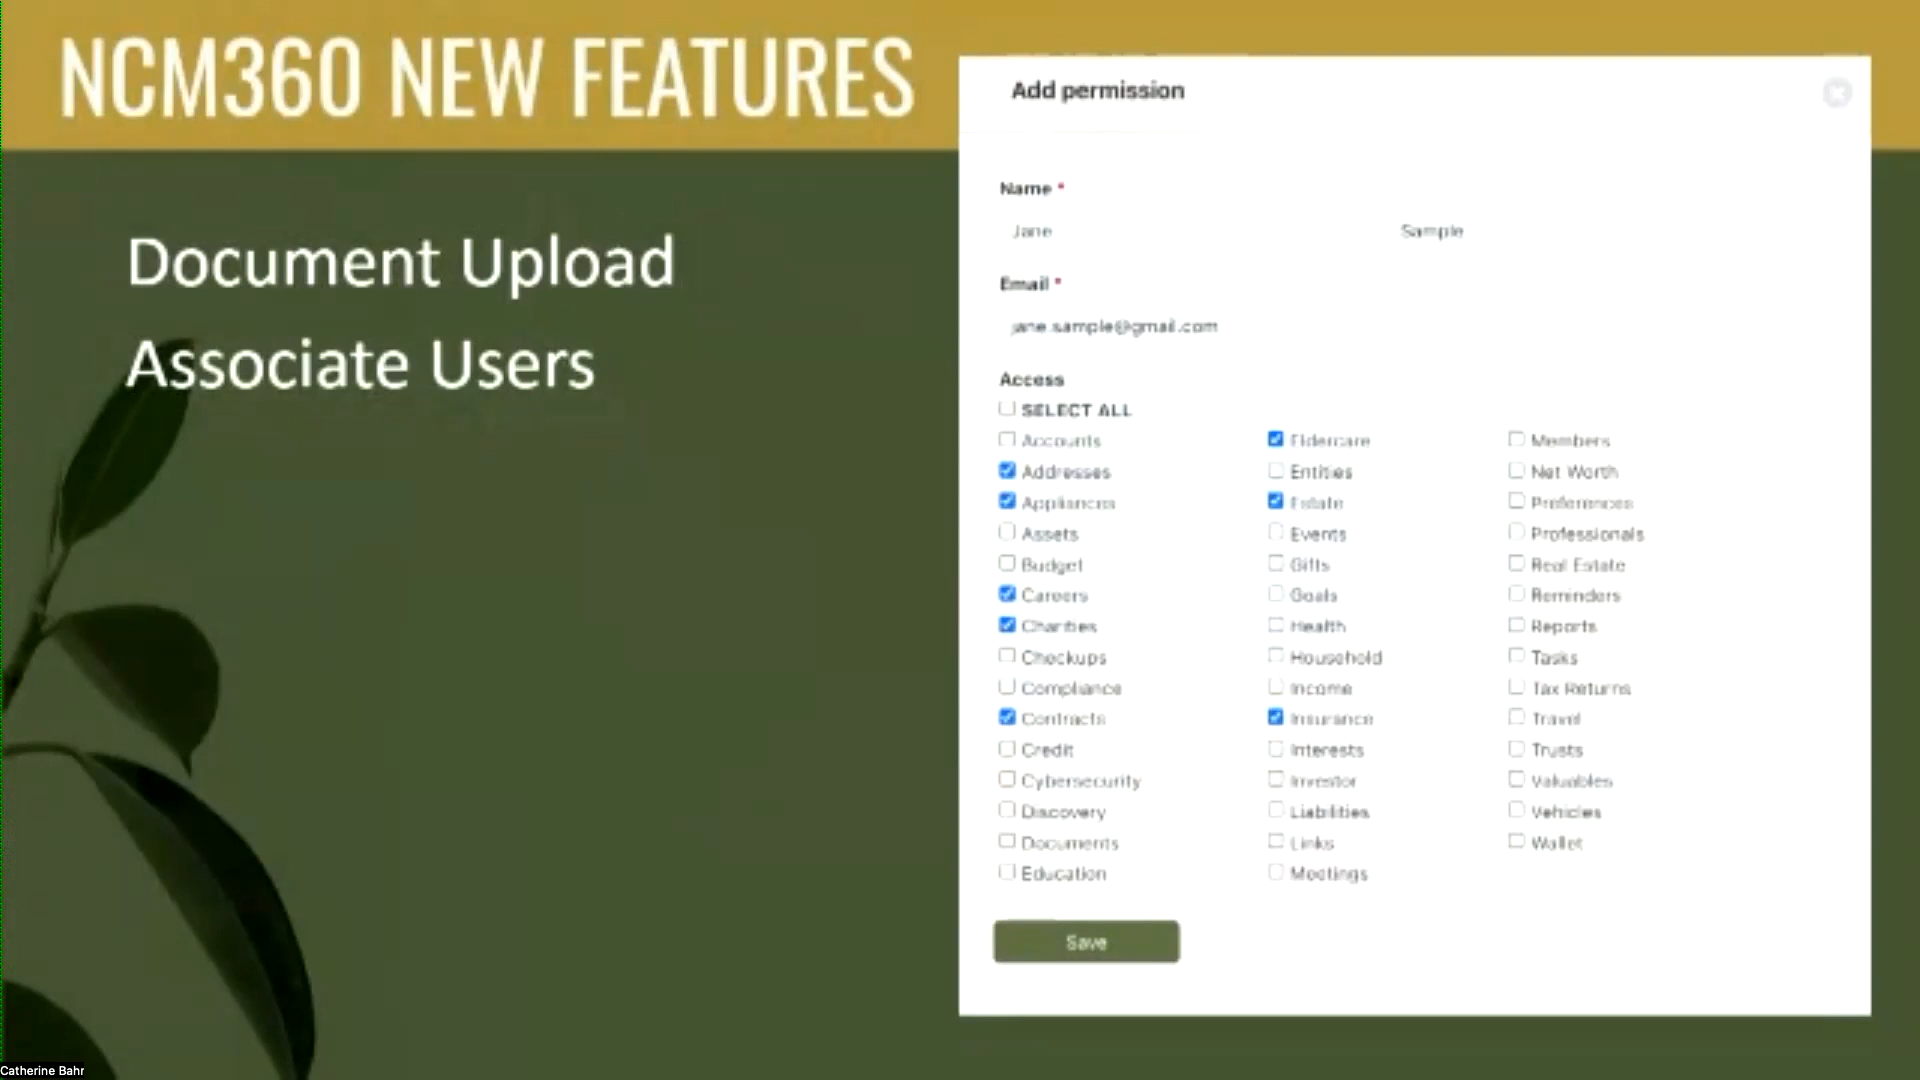 NCM360 NEW FEATURES
Document Upload
Associate Users
Add permission
Name *
Jane Sample
Email *
jane.sample@gmail.com
Access
SELECT ALL
Accounts
Addresses
Appliances
Assets
Budget
Careers
Charities
Checkups
Compliance
Contracts
Credit
Cybersecurity
Discovery
Documents
Education
Eldercare
Entities
Estate
Events
Gifts
Goals
Health
Household
Income
Insurance
Interests
Investor
Liabilities
Links
Meetings
Members
Net Worth
Preferences
Professionals
Real Estate
Reminders
Reports
Tasks
Tax Returns
Travel
Trusts
Valuables
Vehicles
Wallet
Save
Catherine Bahr